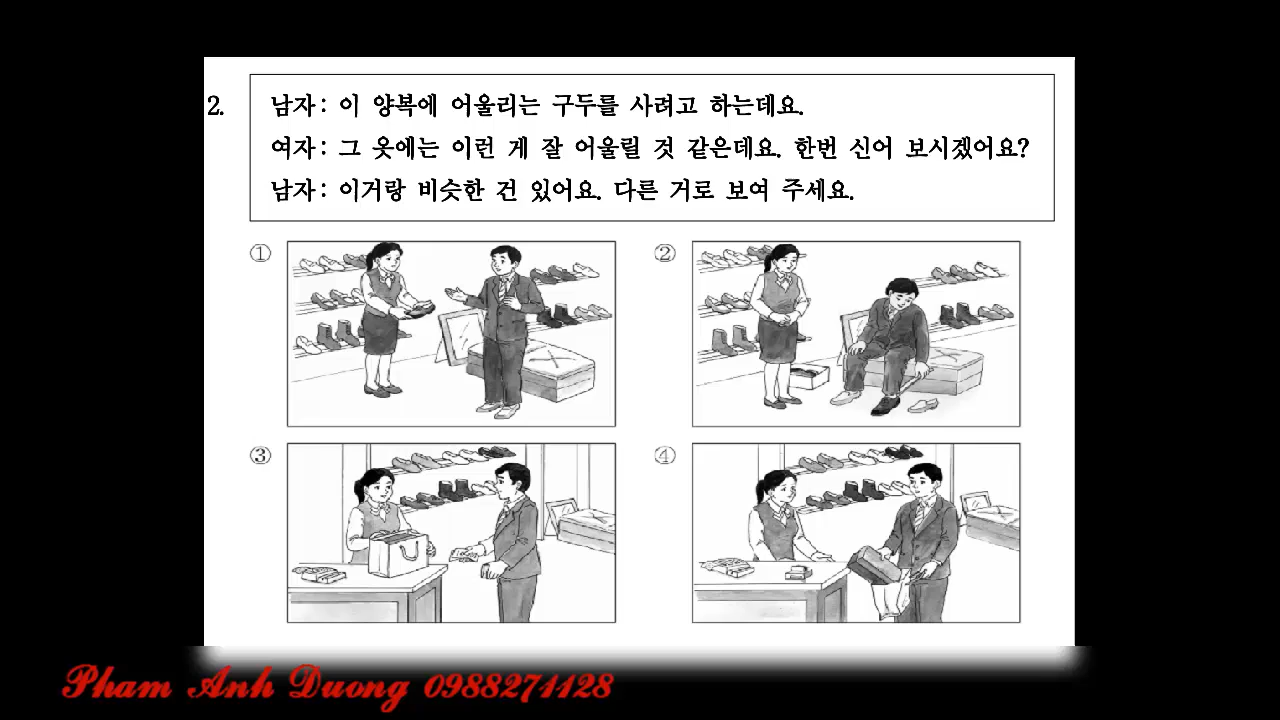 2. 남자: 이 양복에 어울리는 구두를 사려고 하는데요.
여자: 그 옷에는 이런 게 잘 어울릴 것 같은데요. 한번 신어 보시겠어요?
남자: 이거랑 비슷한 건 있어요. 다른 거로 보여 주세요.
① ②
③ ④
Pham Anh Duong 0988271128